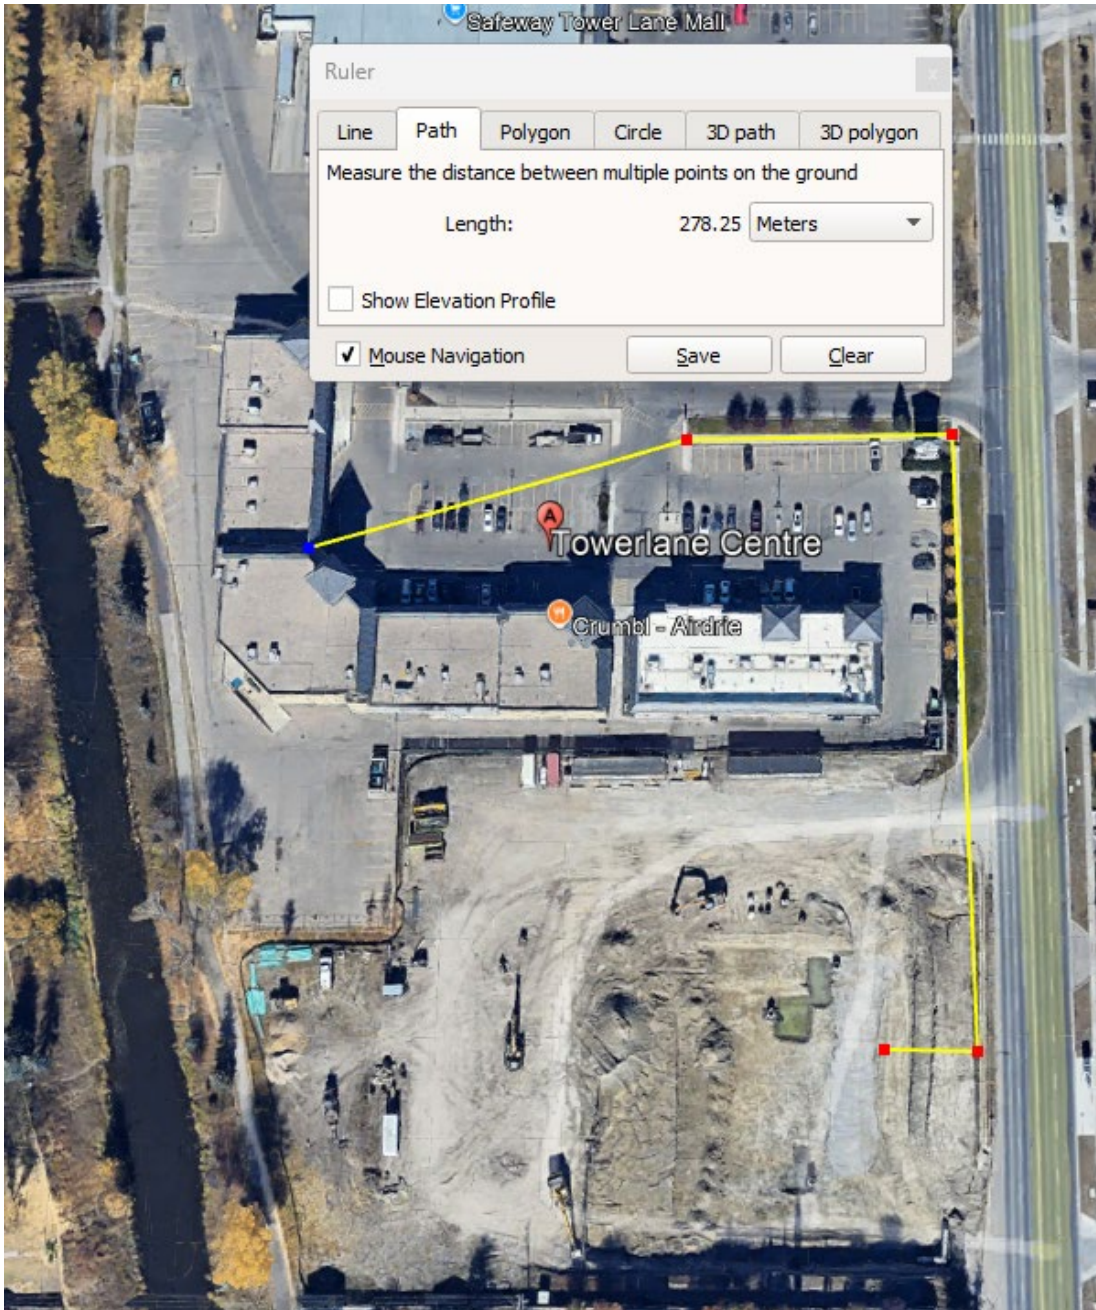 Safeway Tower Lane Mall
Ruler
x
Line Path Polygon Circle 3D path 3D polygon
Measure the distance between multiple points on the ground
Length: 278.25 Meters
Show Elevation Profile
Mouse Navigation Save Clear
A
Towerlane Centre
Crumbl - Airdrie